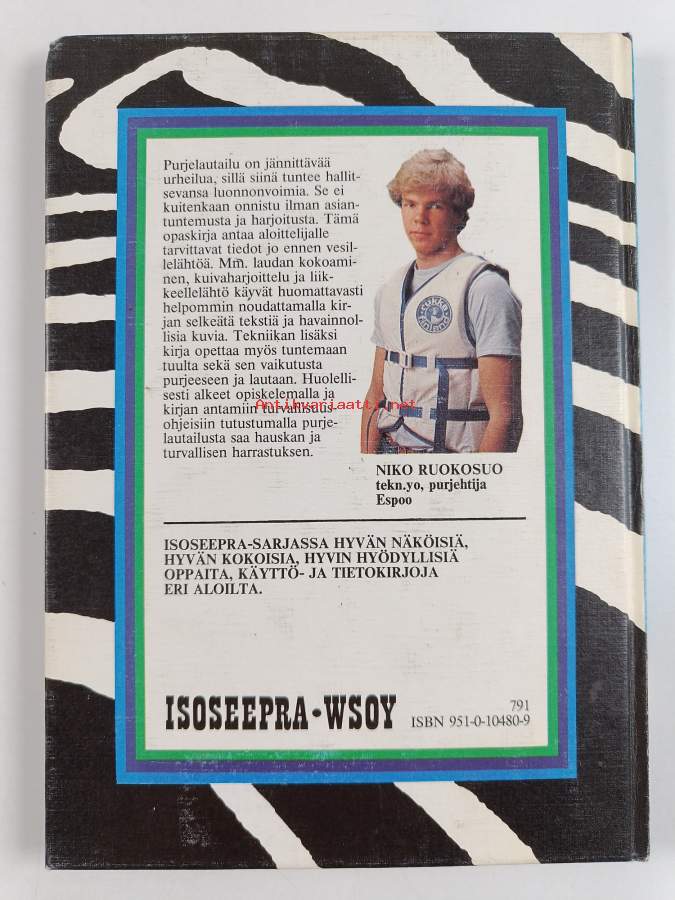 Purjelautailu on jännittävää
urheilua, sillä siinä tuntee hallit-
sevansa luonnonvoimia. Se ei
kuitenkaan onnistu ilman asian-
tuntemusta ja harjoitusta. Tämä
opaskirja antaa aloittelijalle
tarvittavat tiedot jo ennen vesil-
lelähtöä. Mm. laudan kokoami-
nen, kuivaharjoittelu ja liik-
keellelähtö käyvät huomattavasti
helpommin noudattamalla kir-
jan selkeätä tekstiä ja havainnol-
lisia kuvia. Tekniikan lisäksi
kirja opettaa myös tuntemaan
tuulta sekä sen vaikutusta
purjeeseen ja lautaan. Huolelli-
sesti alkeet opiskelemalla ja
kirjan antamiin turvallisuus-
ohjeisiin tutustumalla purje-
lautailusta saa hauskan ja
turvallisen harrastuksen.
Antikvariaatti.net
NIKO RUOKOSUO
tekn.yo, purjehtija
Espoo
ISOSEEPRA-SARJASSA HYVÄN NÄKÖISIÄ,
HYVÄN KOKOISIA, HYVIN HYÖDYLLISIÄ
OPPAITA, KÄYTTÖ- JA TIETOKIRJOJA
ERI ALOILTA.
ISOSEEPRA•WSOY
791
ISBN 951-0-10480-9